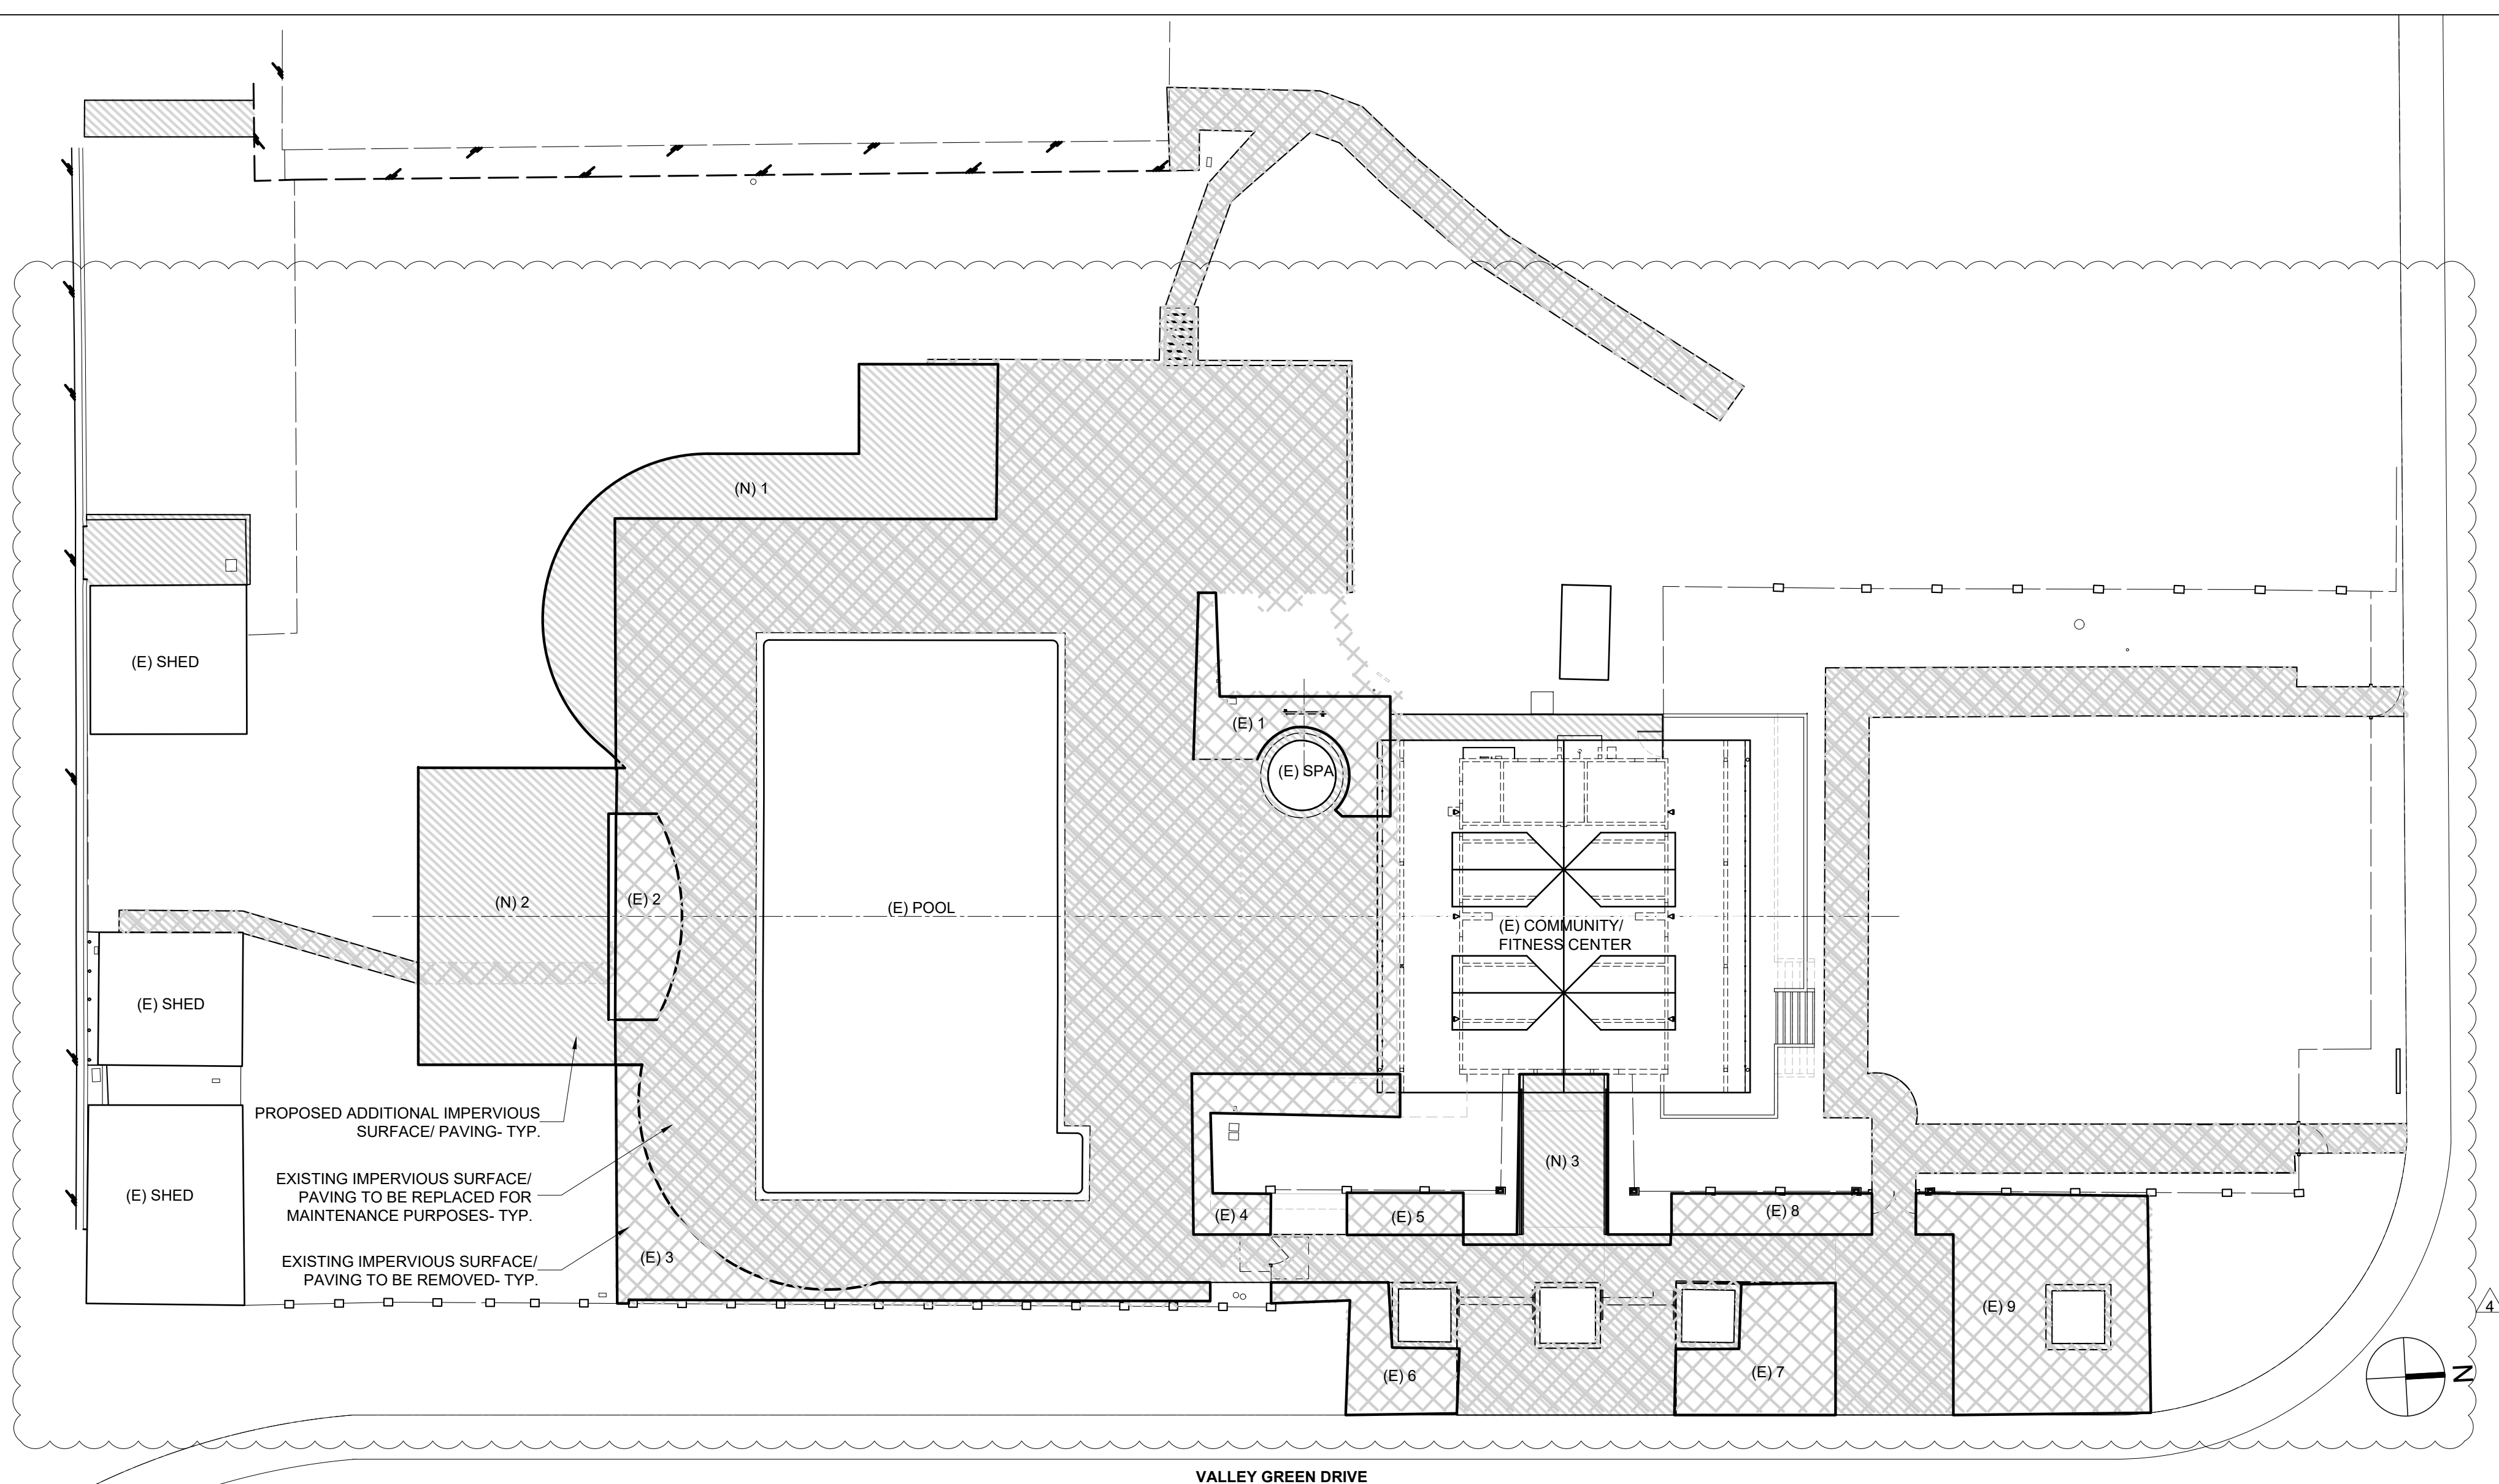 (N) 1
(E) SHED
(E) 1
(E) SPA
(N) 2
(E) 2
(E) POOL
(E) COMMUNITY/
FITNESS CENTER
(E) SHED
PROPOSED ADDITIONAL IMPERVIOUS
SURFACE/ PAVING- TYP.
EXISTING IMPERVIOUS SURFACE/
PAVING TO BE REPLACED FOR
MAINTENANCE PURPOSES- TYP.
EXISTING IMPERVIOUS SURFACE/
PAVING TO BE REMOVED- TYP.
(E) SHED
(N) 3
(E) 4
(E) 5
(E) 8
(E) 3
(E) 9
4
(E) 6
(E) 7
N
VALLEY GREEN DRIVE